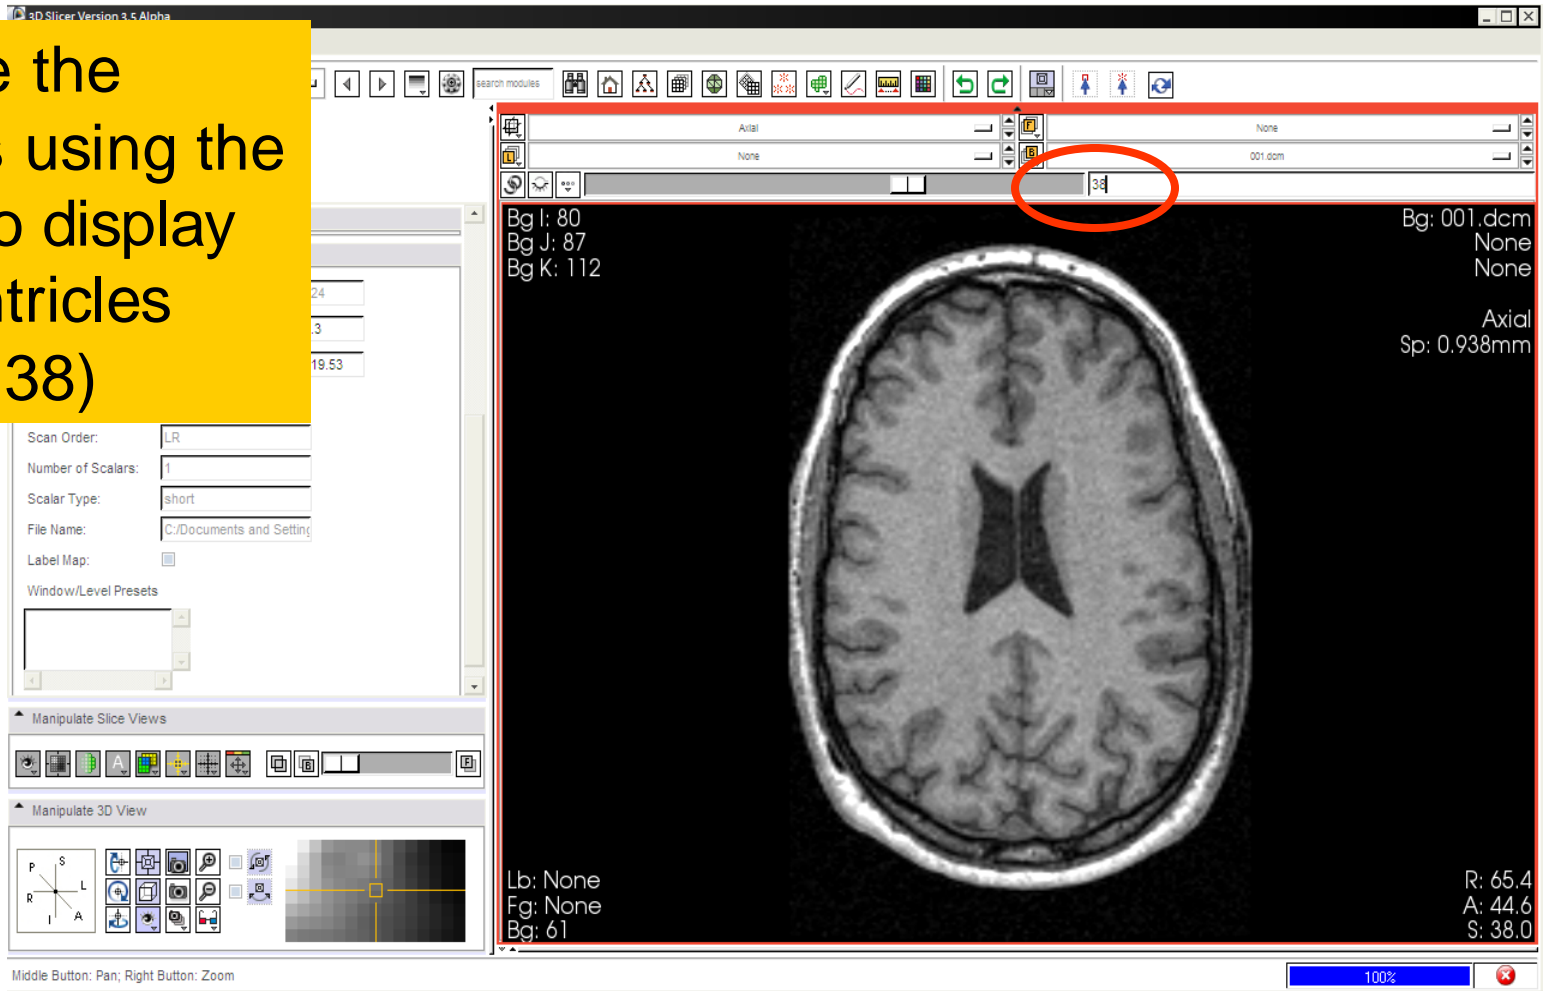 3D Slicer Version 3.5 Alpha
e the
s using the
o display
ntricles
38)
search modules
Axial
None
None
001.dcm
38
24
.3
19.53
Scan Order: LR
Number of Scalars: 1
Scalar Type: short
File Name: C:/Documents and Setting
Label Map:
Window/Level Presets
Manipulate Slice Views
Manipulate 3D View
P S
R L
I A
Bg I: 80
Bg J: 87
Bg K: 112
Bg: 001.dcm
None
None
Axial
Sp: 0.938mm
Lb: None
Fg: None
Bg: 61
R: 65.4
A: 44.6
S: 38.0
Middle Button: Pan; Right Button: Zoom
100%